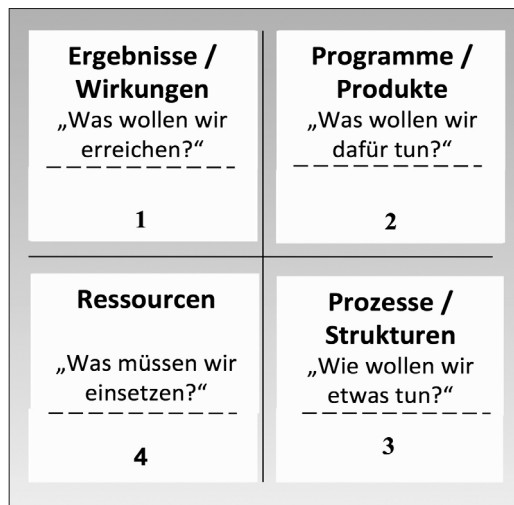 Ergebnisse /
Wirkungen
„Was wollen wir
erreichen?“
1
Programme /
Produkte
„Was wollen wir
dafür tun?“
2
Ressourcen
„Was müssen wir
einsetzen?“
4
Prozesse /
Strukturen
„Wie wollen wir
etwas tun?“
3